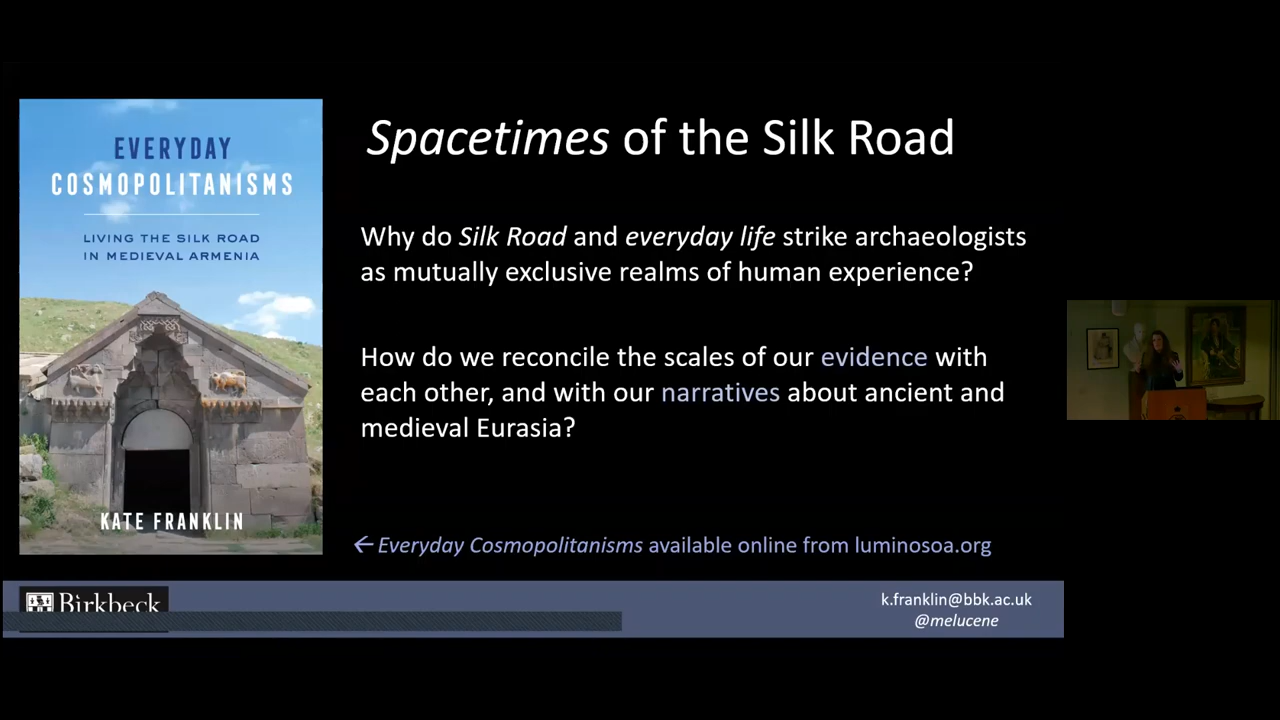 EVERYDAY
COSMOPOLITANISMS
LIVING THE SILK ROAD
IN MEDIEVAL ARMENIA
KATE FRANKLIN
Spacetimes of the Silk Road
Why do Silk Road and everyday life strike archaeologists
as mutually exclusive realms of human experience?
How do we reconcile the scales of our evidence with
each other, and with our narratives about ancient and
medieval Eurasia?
← Everyday Cosmopolitanisms available online from luminosoa.org
Birkbeck
k.franklin@bbk.ac.uk
@melucene